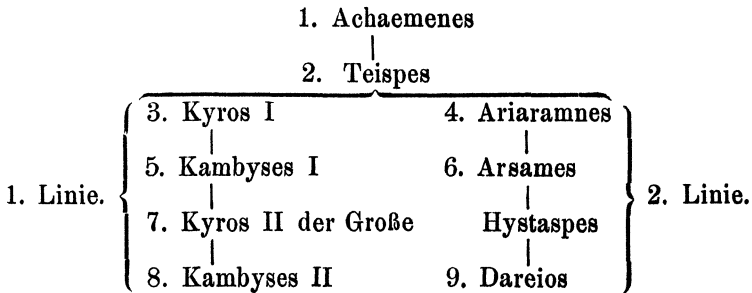 1. Achaemenes
2. Teispes
3. Kyros I 4. Ariaramnes
5. Kambyses I 6. Arsames
1. Linie. 2. Linie.
7. Kyros II der Große Hystaspes
8. Kambyses II 9. Dareios